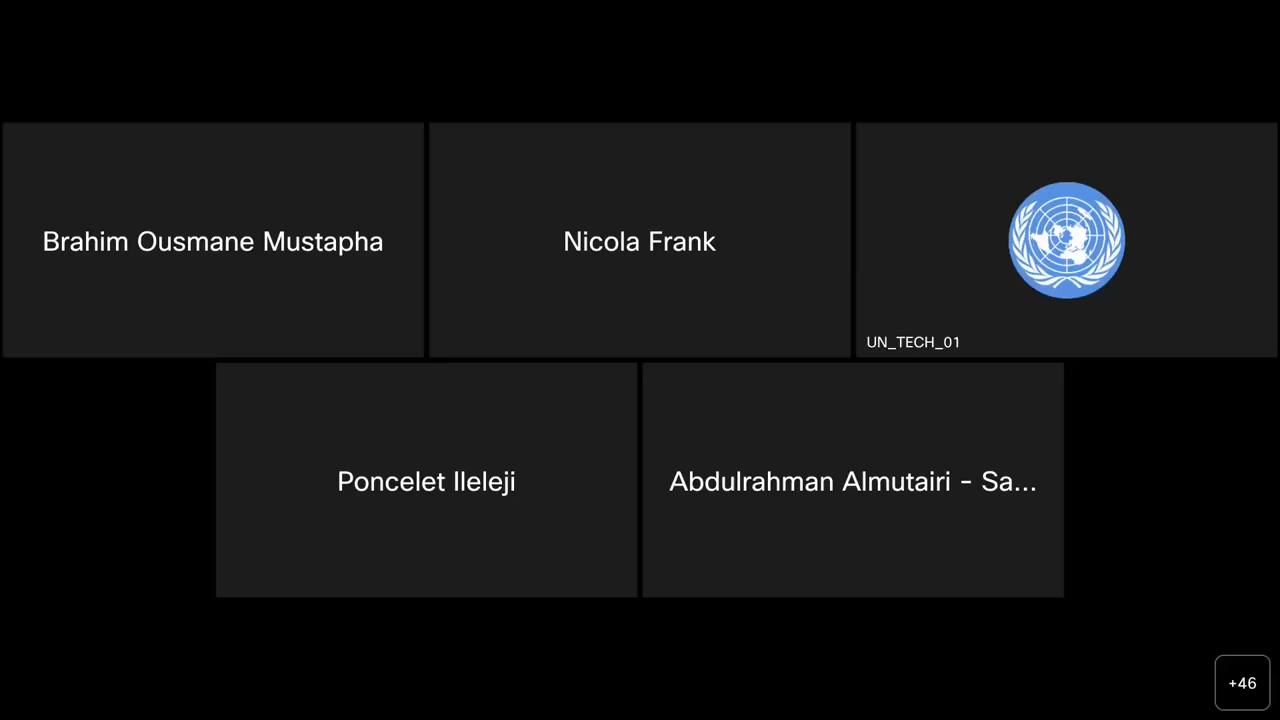 Brahim Ousmane Mustapha
Nicola Frank
UN_TECH_01
Poncelet Ileleji
Abdulrahman Almutairi - Sa...
+46